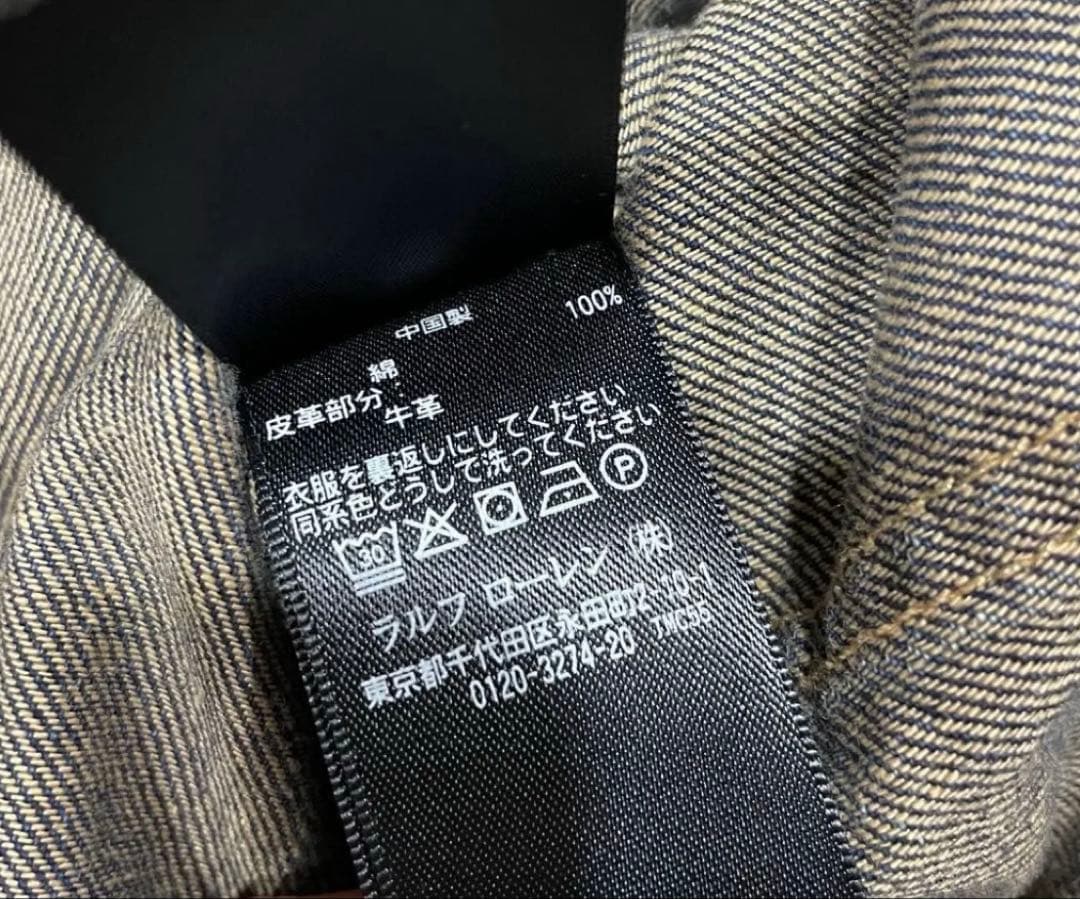 中国製
綿 100%
皮革部分
牛革
衣服を裏返しにしてください
同系色どうしで洗ってください
30 P
ラルフ ローレン (株)
東京都千代田区永田町2-10-1
0120-3274-20